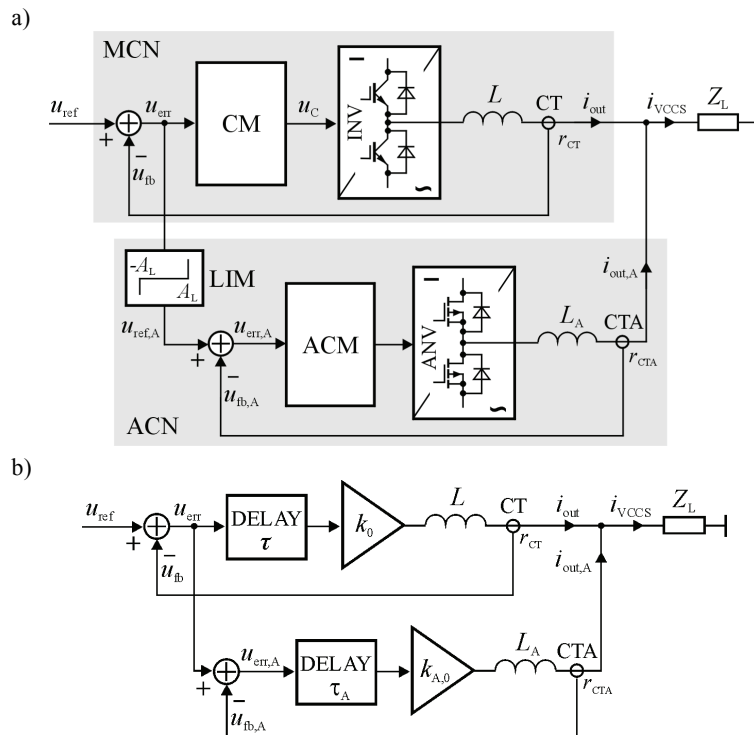 a)
MCN
u_ref
u_err
u_C
L
CT
i_out
i_VCCS
Z_L
+
−
u_fb
CM
INV
r_CT
-A_L
A_L
LIM
i_out,A
u_ref,A
u_err,A
L_A
CTA
+
−
u_fb,A
ACM
ANV
r_CTA
ACN
b)
u_ref
u_err
L
CT
i_out
i_VCCS
Z_L
DELAY
τ
k_0
+
−
u_fb
r_CT
i_out,A
u_err,A
L_A
CTA
DELAY
τ_A
k_A,0
+
−
u_fb,A
r_CTA